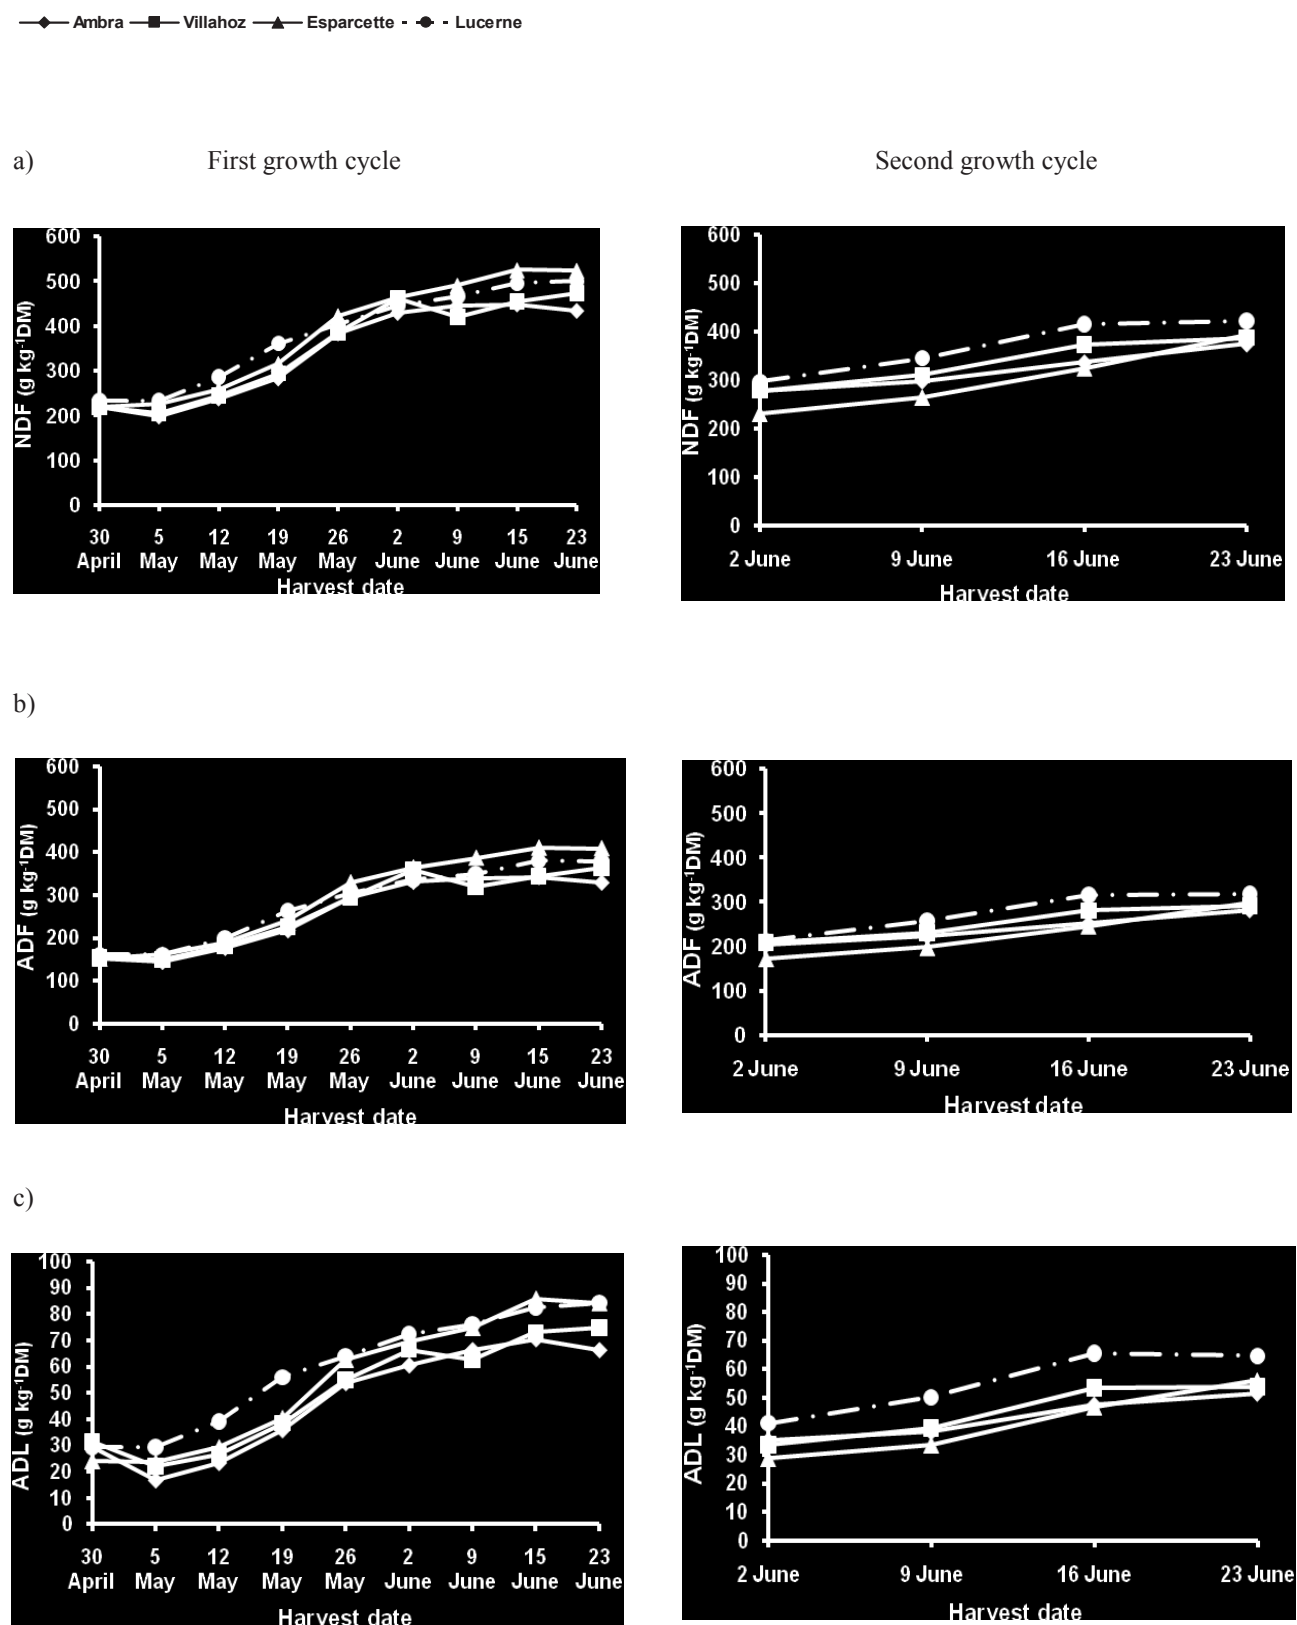 Ambra Villahoz Esparcette Lucerne
a) First growth cycle Second growth cycle
600
500
400
300
200
100
0
NDF (g kg-1DM)
30 5 12 19 26 2 9 15 23
April May May May May June June June June
Harvest date
600
500
400
300
200
100
0
NDF (g kg-1DM)
2 June 9 June 16 June 23 June
Harvest date
b)
600
500
400
300
200
100
0
ADF (g kg-1DM)
30 5 12 19 26 2 9 15 23
April May May May May June June June June
Harvest date
600
500
400
300
200
100
0
ADF (g kg-1DM)
2 June 9 June 16 June 23 June
Harvest date
c)
100
90
80
70
60
50
40
30
20
10
0
ADL (g kg-1DM)
30 5 12 19 26 2 9 15 23
April May May May May June June June June
Harvest date
100
90
80
70
60
50
40
30
20
10
0
ADL (g kg-1DM)
2 June 9 June 16 June 23 June
Harvest date